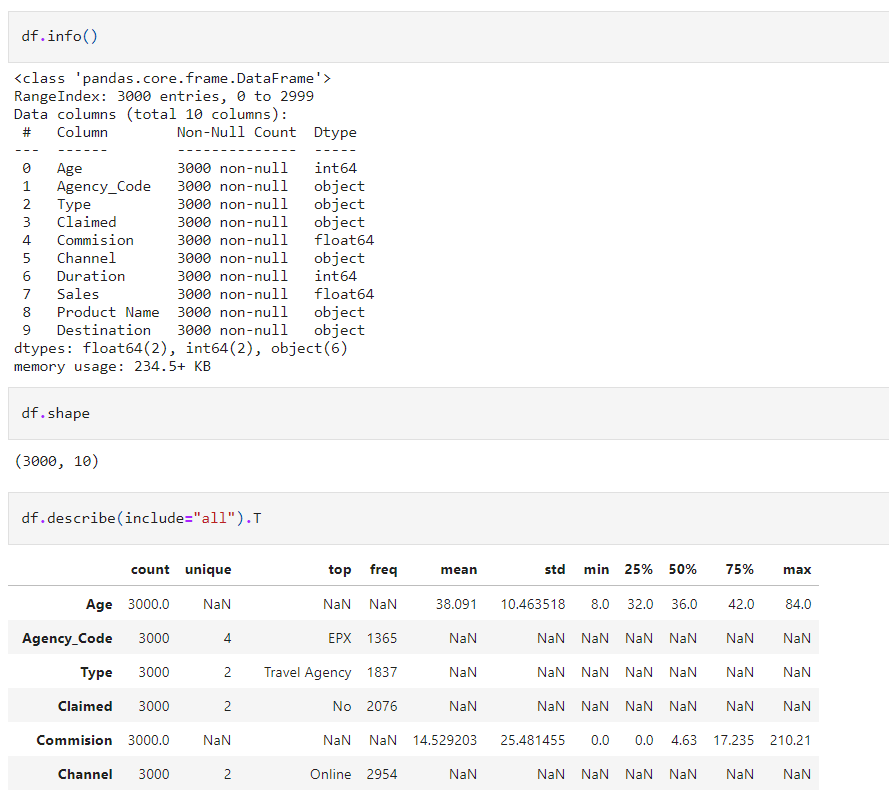 df.info()
<class 'pandas.core.frame.DataFrame'>
RangeIndex: 3000 entries, 0 to 2999
Data columns (total 10 columns):
 #   Column        Non-Null Count  Dtype
---  ------        --------------  -----
 0   Age           3000 non-null   int64
 1   Agency_Code   3000 non-null   object
 2   Type          3000 non-null   object
 3   Claimed       3000 non-null   object
 4   Commision     3000 non-null   float64
 5   Channel       3000 non-null   object
 6   Duration      3000 non-null   int64
 7   Sales         3000 non-null   float64
 8   Product Name  3000 non-null   object
 9   Destination   3000 non-null   object
dtypes: float64(2), int64(2), object(6)
memory usage: 234.5+ KB
df.shape
(3000, 10)
df.describe(include="all").T
count unique top freq mean std min 25% 50% 75% max
Age 3000.0 NaN NaN NaN 38.091 10.463518 8.0 32.0 36.0 42.0 84.0
Agency_Code 3000 4 EPX 1365 NaN NaN NaN NaN NaN NaN NaN
Type 3000 2 Travel Agency 1837 NaN NaN NaN NaN NaN NaN NaN
Claimed 3000 2 No 2076 NaN NaN NaN NaN NaN NaN NaN
Commision 3000.0 NaN NaN NaN 14.529203 25.481455 0.0 0.0 4.63 17.235 210.21
Channel 3000 2 Online 2954 NaN NaN NaN NaN NaN NaN NaN